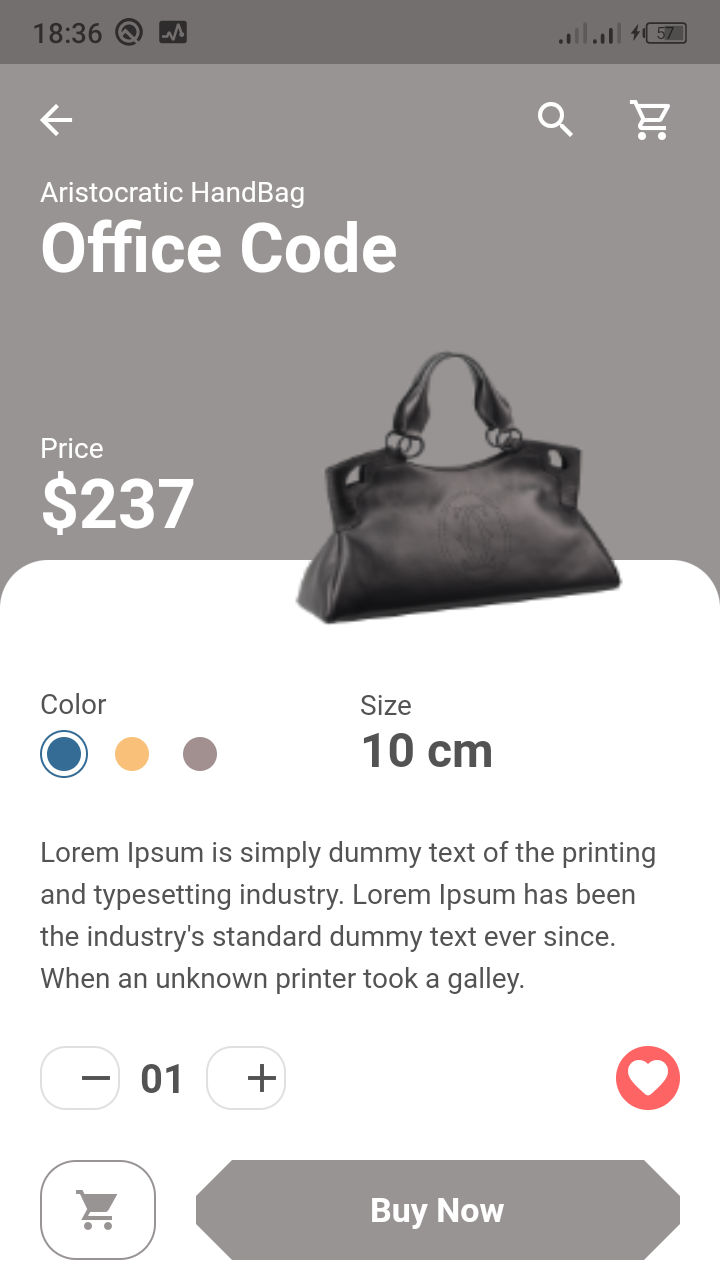 18:36
57
Aristocratic HandBag
Office Code
Price
$237
Color
Size
10 cm
Lorem Ipsum is simply dummy text of the printing
and typesetting industry. Lorem Ipsum has been
the industry's standard dummy text ever since.
When an unknown printer took a galley.
01
Buy Now